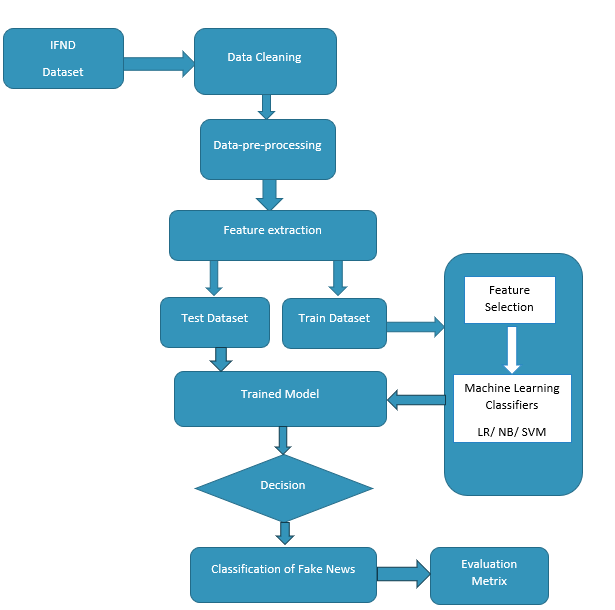 IFND
Dataset
Data Cleaning
Data-pre-processing
Feature extraction
Test Dataset
Train Dataset
Feature
Selection
Machine Learning
Classifiers
LR/ NB/ SVM
Trained Model
Decision
Classification of Fake News
Evaluation
Metrix